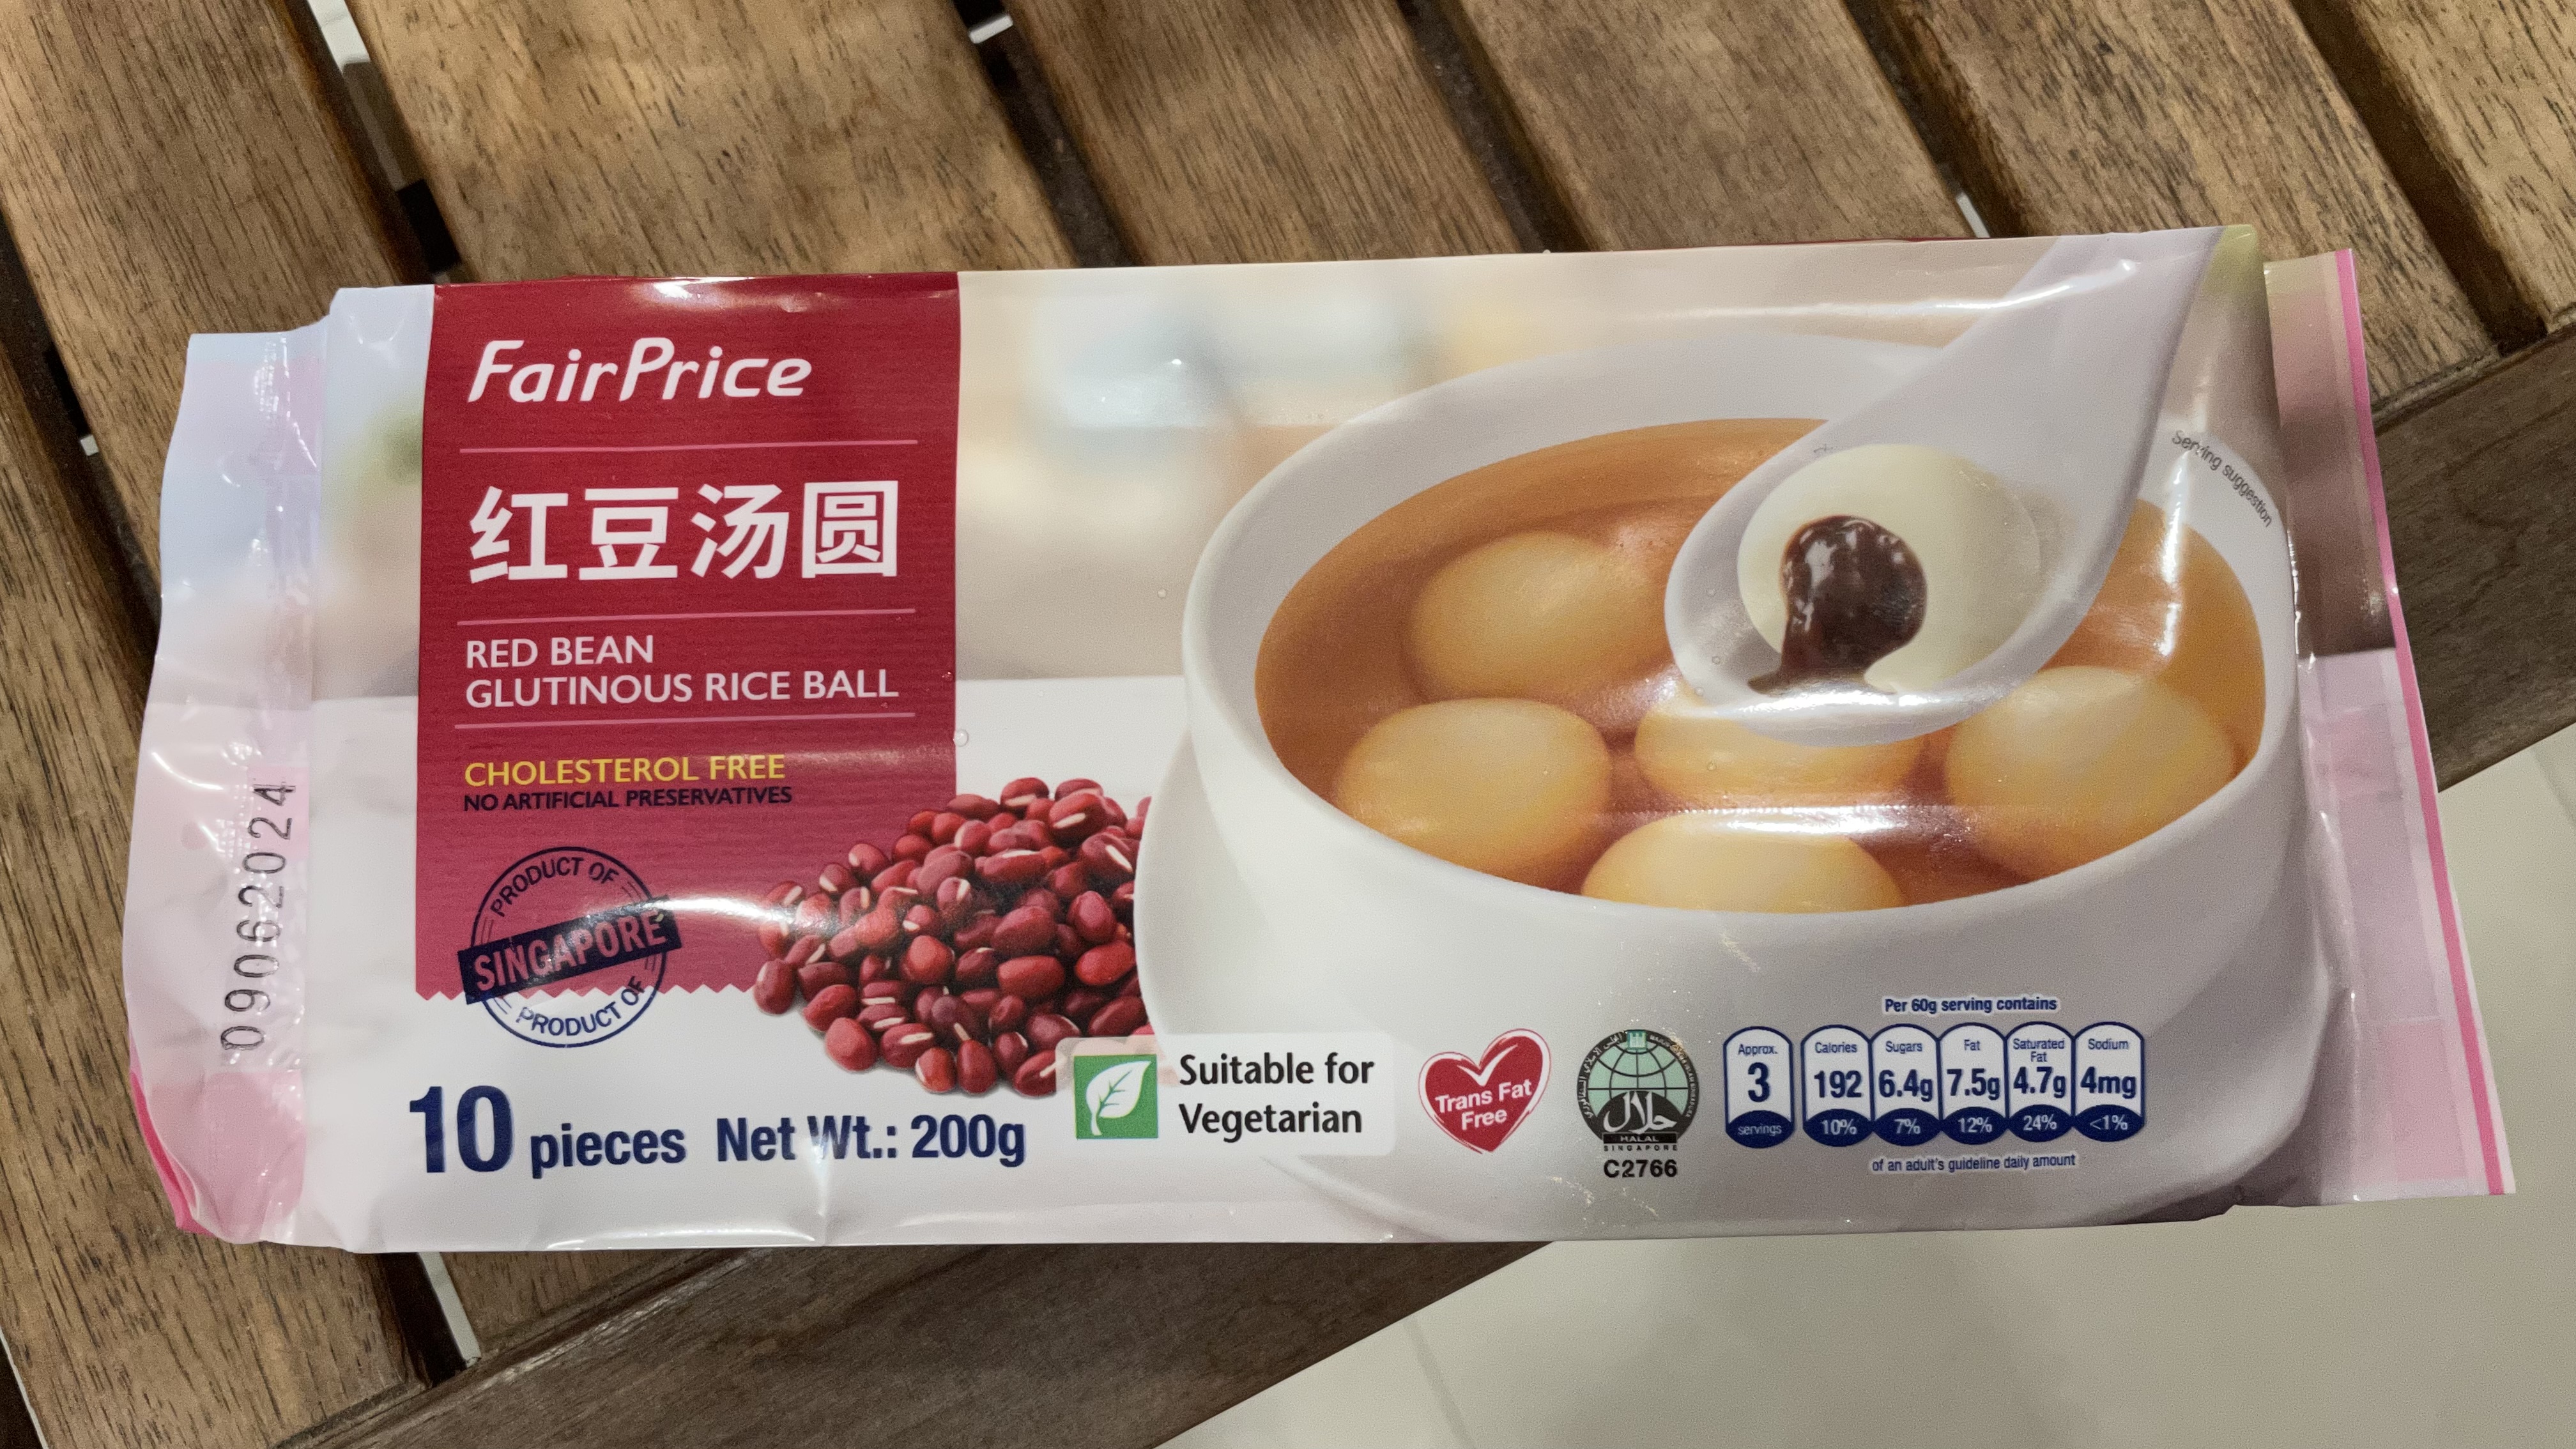 FairPrice
红豆汤圆
RED BEAN
GLUTINOUS RICE BALL
CHOLESTEROL FREE
NO ARTIFICIAL PRESERVATIVES
PRODUCT OF
SINGAPORE
PRODUCT OF
10 pieces Net Wt.: 200g
09062024
Serving suggestion
Suitable for
Vegetarian
Trans Fat
Free
حلال
HALAL
SINGAPORE
C2766
Per 60g serving contains
Approx.
3
servings
Calories
192
10%
Sugars
6.4g
7%
Fat
7.5g
12%
Saturated
Fat
4.7g
24%
Sodium
4mg
<1%
of an adult's guideline daily amount